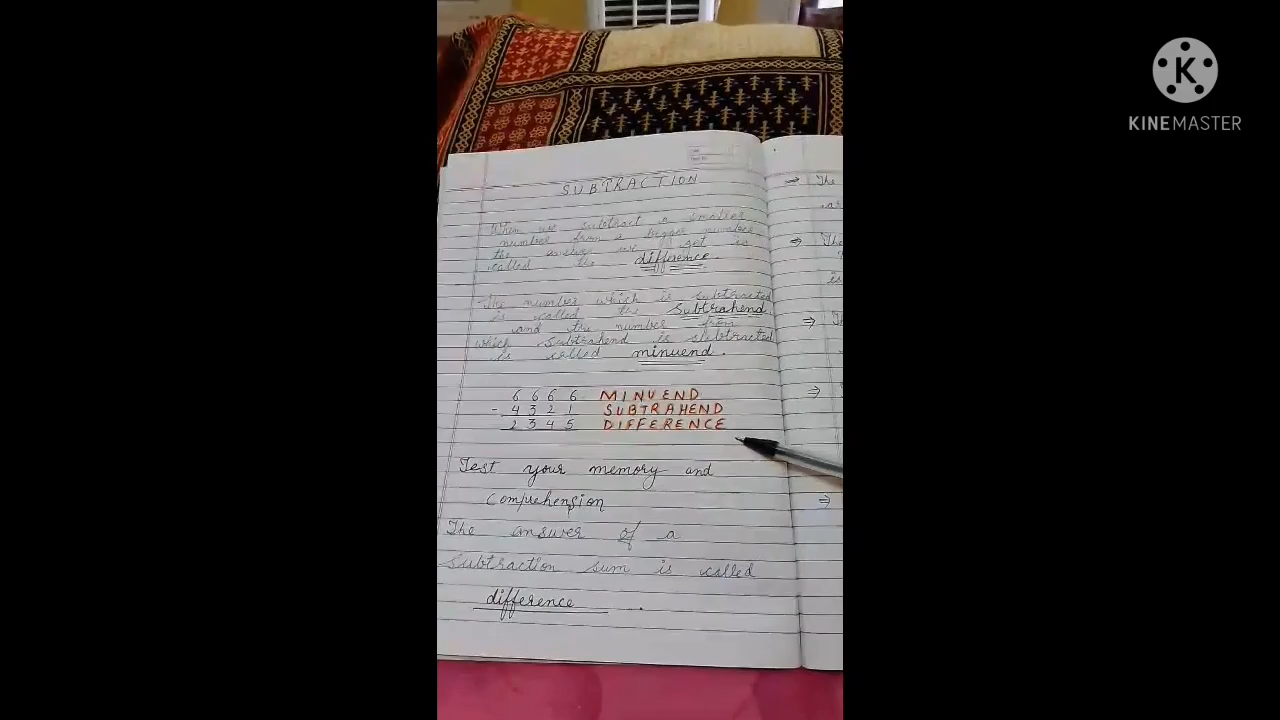 SUBTRACTION
When we subtract a smaller
number from a bigger number
the answer we get is
called the difference.
The number which is subtracted
is called the Subtrahend
and the number from
which subtrahend is subtracted
is called minuend.
6 6 6 6 MINUEND
- 4 3 2 1 SUBTRAHEND
2 3 4 5 DIFFERENCE
Test your memory and
Comprehension
The answer of a
subtraction sum is called
difference .
⇒ The
⇒ The
is
⇒
⇒
⇒
K
KINEMASTER